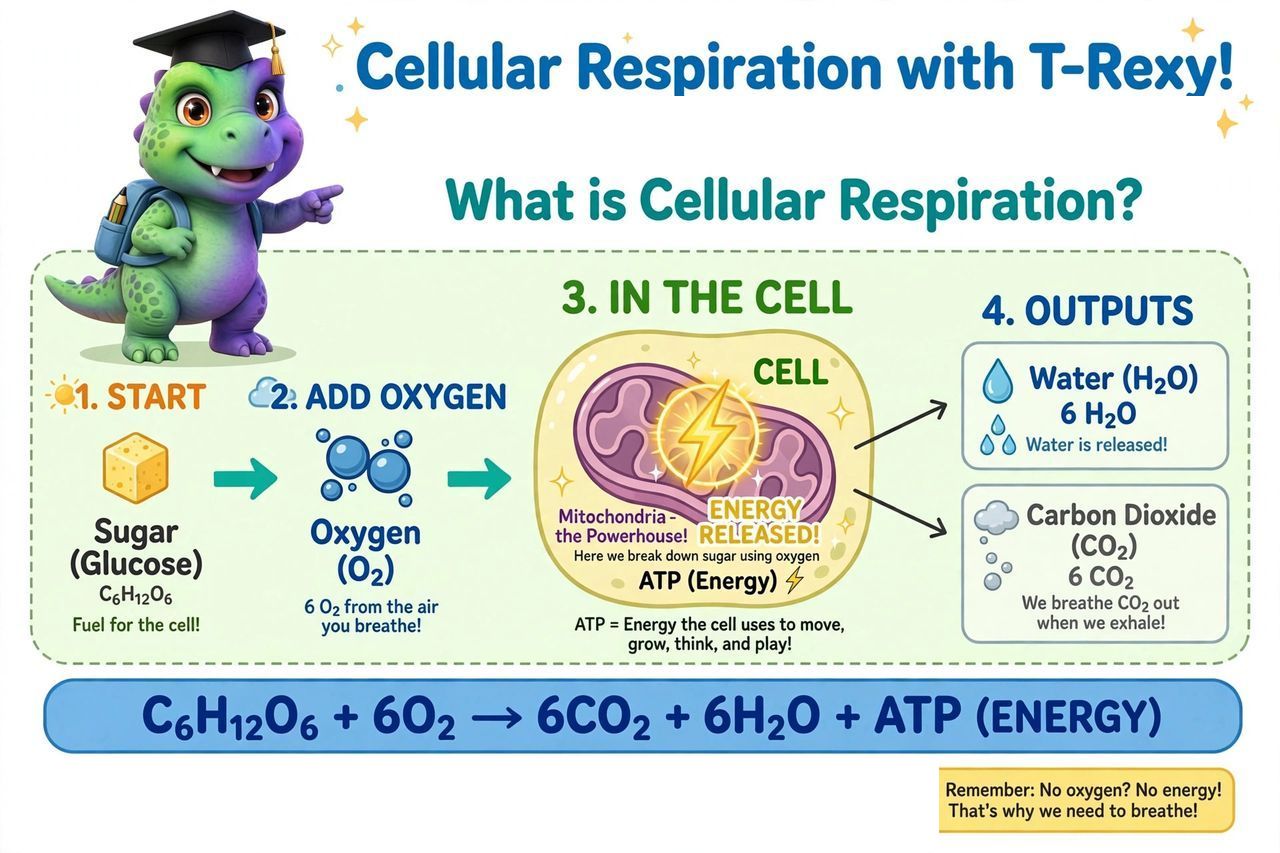 Cellular Respiration with T-Rexy!
What is Cellular Respiration?
1. START
Sugar
(Glucose)
C₆H₁₂O₆
Fuel for the cell!
2. ADD OXYGEN
Oxygen
(O₂)
6 O₂ from the air
you breathe!
3. IN THE CELL
CELL
Mitochondria -
the Powerhouse!
ENERGY
RELEASED!
Here we break down sugar using oxygen
ATP (Energy)
ATP = Energy the cell uses to move,
grow, think, and play!
4. OUTPUTS
Water (H₂O)
6 H₂O
Water is released!
Carbon Dioxide
(CO₂)
6 CO₂
We breathe CO₂ out
when we exhale!
C₆H₁₂O₆ + 6O₂ → 6CO₂ + 6H₂O + ATP (ENERGY)
Remember: No oxygen? No energy!
That's why we need to breathe!